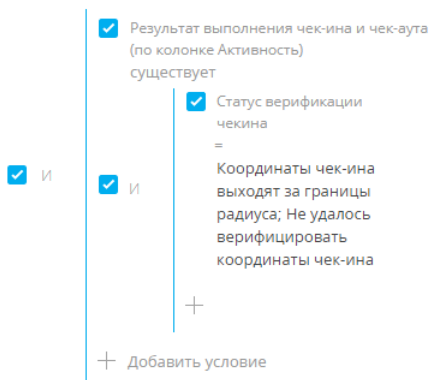 Результат выполнения чек-ина и чек-аута
(по колонке Активность)
существует
Статус верификации
чекина
=
Координаты чек-ина
выходят за границы
радиуса; Не удалось
верифицировать
координаты чек-ина
И
И
Добавить условие